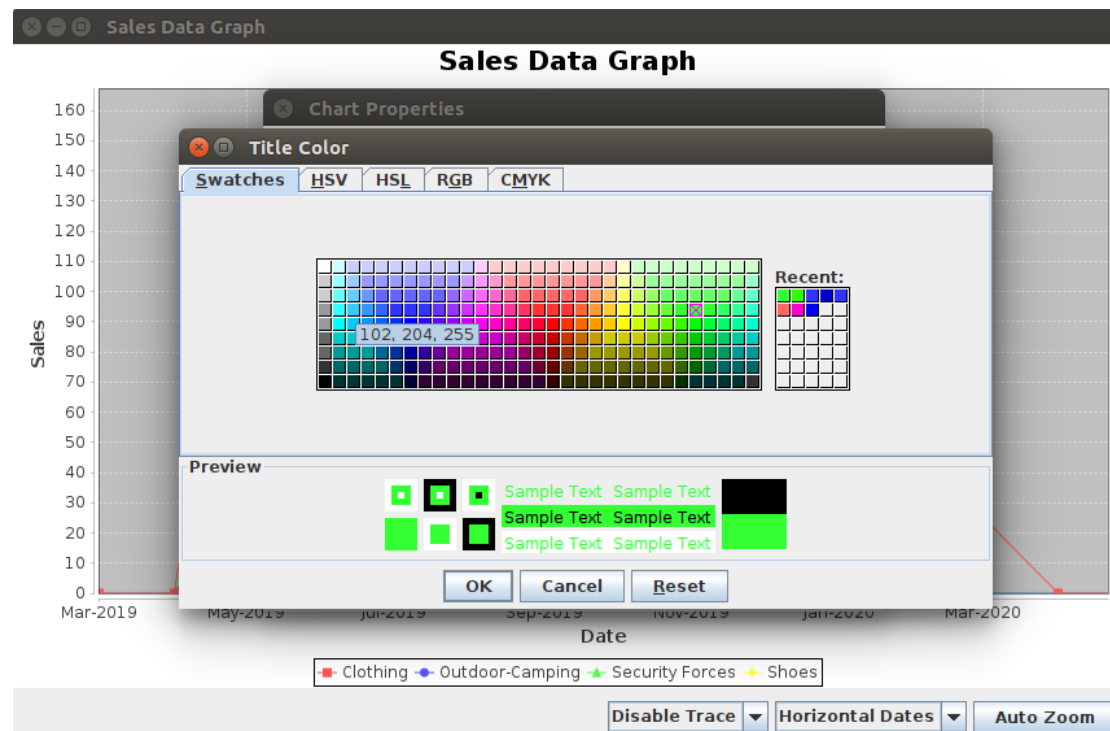 Sales Data Graph
Sales Data Graph
Chart Properties
Title Color
Swatches HSV HSL RGB CMYK
Recent:
102, 204, 255
Preview
Sample Text Sample Text
Sample Text Sample Text
Sample Text Sample Text
OK Cancel Reset
160
150
140
130
120
110
100
90
80
70
60
50
40
30
20
10
0
Sales
Mar-2019 May-2019 Jul-2019 Sep-2019 Nov-2019 Jan-2020 Mar-2020
Date
Clothing Outdoor-Camping Security Forces Shoes
Disable Trace Horizontal Dates Auto Zoom